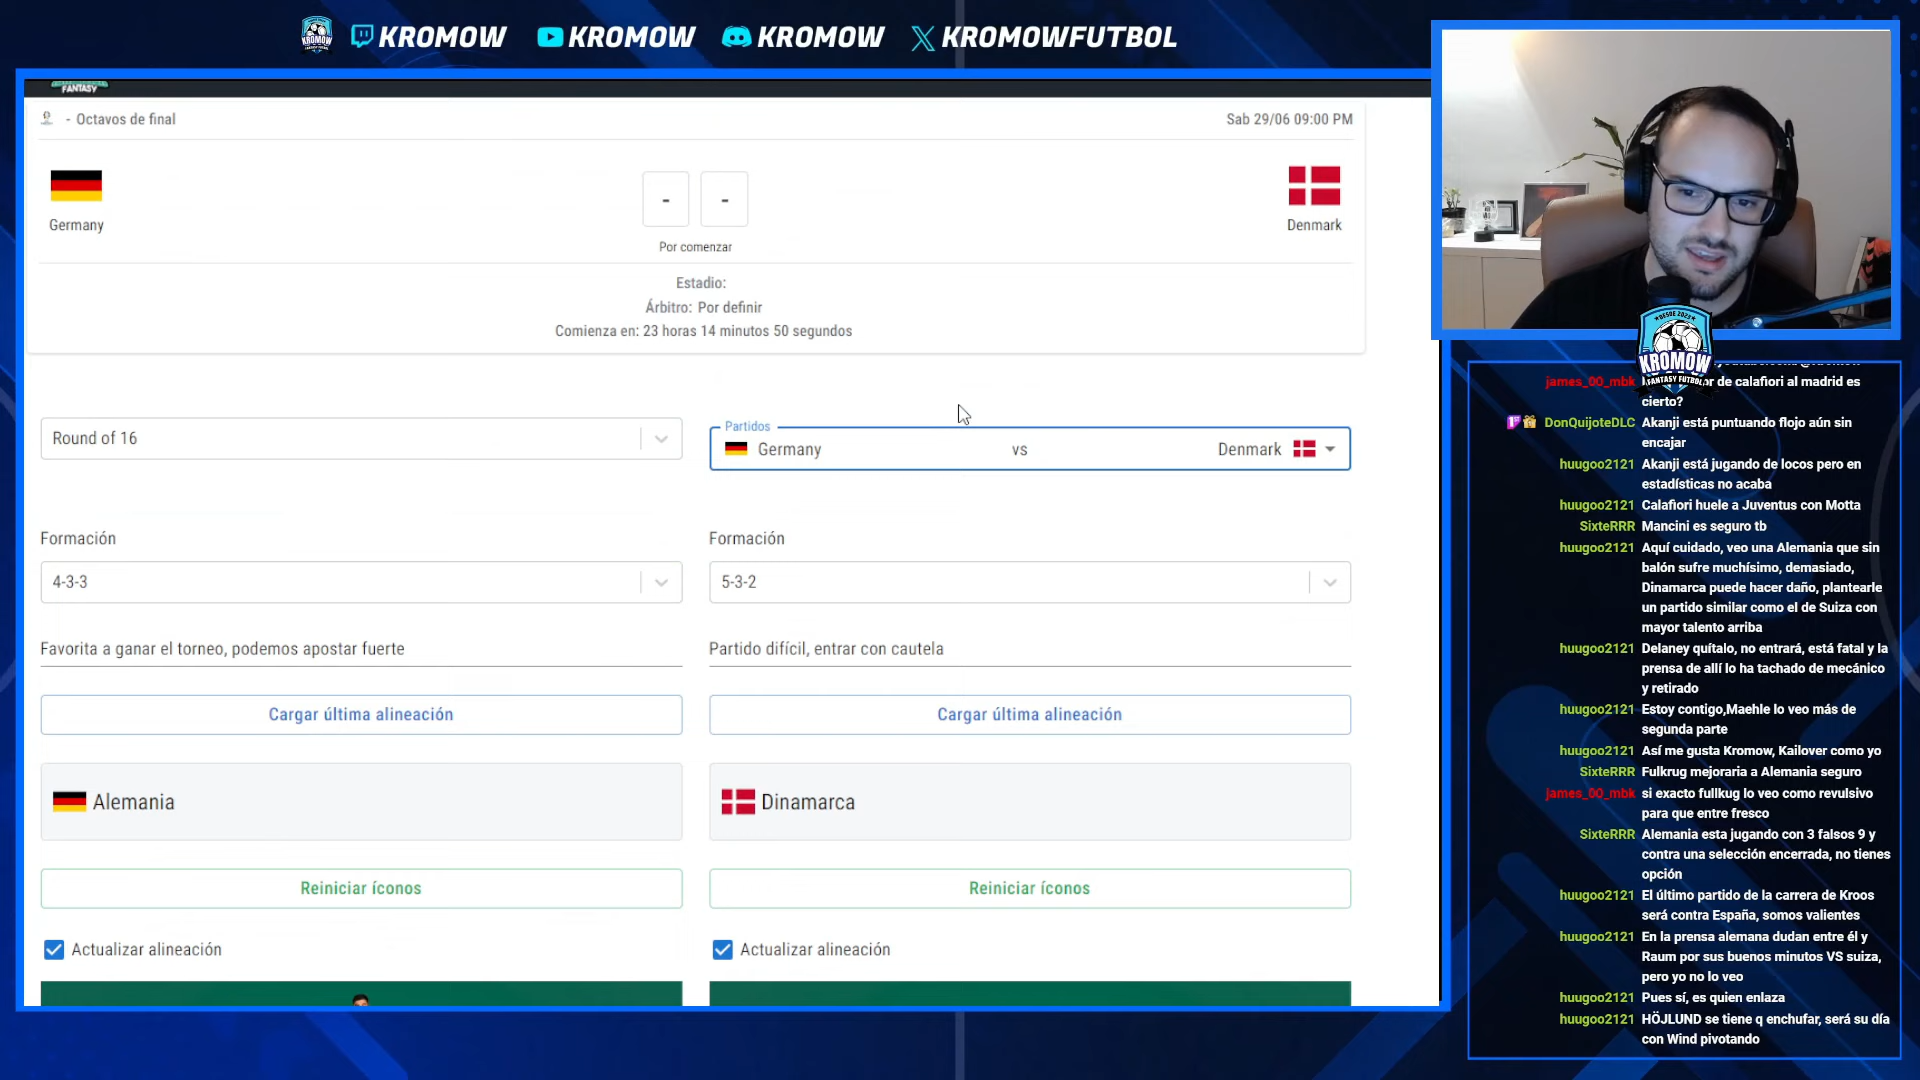 KROMOW KROMOW KROMOW KROMOWFUTBOL
FANTASY
- Octavos de final
Sab 29/06 09:00 PM
Germany
- -
Denmark
Por comenzar
Estadio:
Árbitro: Por definir
Comienza en: 23 horas 14 minutos 50 segundos
Round of 16
Partidos
Germany vs Denmark
Formación
4-3-3
Formación
5-3-2
Favorita a ganar el torneo, podemos apostar fuerte
Partido difícil, entrar con cautela
Cargar última alineación
Cargar última alineación
Alemania
Dinamarca
Reiniciar íconos
Reiniciar íconos
Actualizar alineación
Actualizar alineación
DESDE 2023
KROMOW
FANTASY FUTBOL
james_00_mbk de calafiori al madrid es
cierto?
DonQuijoteDLC Akanji está puntuando flojo aún sin
encajar
huugoo2121 Akanji está jugando de locos pero en
estadísticas no acaba
huugoo2121 Calafiori huele a Juventus con Motta
SixteRRR Mancini es seguro tb
huugoo2121 Aquí cuidado, veo una Alemania que sin
balón sufre muchísimo, demasiado,
Dinamarca puede hacer daño, plantearle
un partido similar como el de Suiza con
mayor talento arriba
huugoo2121 Delaney quítalo, no entrará, está fatal y la
prensa de allí lo ha tachado de mecánico
y retirado
huugoo2121 Estoy contigo,Maehle lo veo más de
segunda parte
huugoo2121 Así me gusta Kromow, Kailover como yo
SixteRRR Fulkrug mejoraria a Alemania seguro
james_00_mbk si exacto fullkug lo veo como revulsivo
para que entre fresco
SixteRRR Alemania esta jugando con 3 falsos 9 y
contra una selección encerrada, no tienes
opción
huugoo2121 El último partido de la carrera de Kroos
será contra España, somos valientes
huugoo2121 En la prensa alemana dudan entre él y
Raum por sus buenos minutos VS suiza,
pero yo no lo veo
huugoo2121 Pues sí, es quien enlaza
huugoo2121 HÖJLUND se tiene q enchufar, será su día
con Wind pivotando